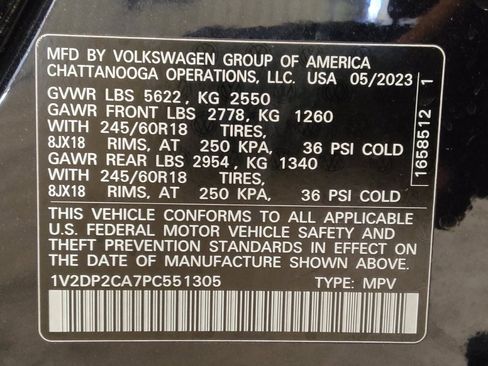 MFD BY VOLKSWAGEN GROUP OF AMERICA
CHATTANOOGA OPERATIONS, LLC. USA 05/2023
GVWR LBS 5622, KG 2550
GAWR FRONT LBS 2778, KG 1260
WITH 245/60R18 TIRES,
8JX18 RIMS, AT 250 KPA, 36 PSI COLD
GAWR REAR LBS 2954, KG 1340
WITH 245/60R18 TIRES,
8JX18 RIMS, AT 250 KPA, 36 PSI COLD
THIS VEHICLE CONFORMS TO ALL APPLICABLE
U.S. FEDERAL MOTOR VEHICLE SAFETY AND
THEFT PREVENTION STANDARDS IN EFFECT ON
THE DATE OF MANUFACTURE SHOWN ABOVE.
1V2DP2CA7PC551305 TYPE: MPV
1658512 1